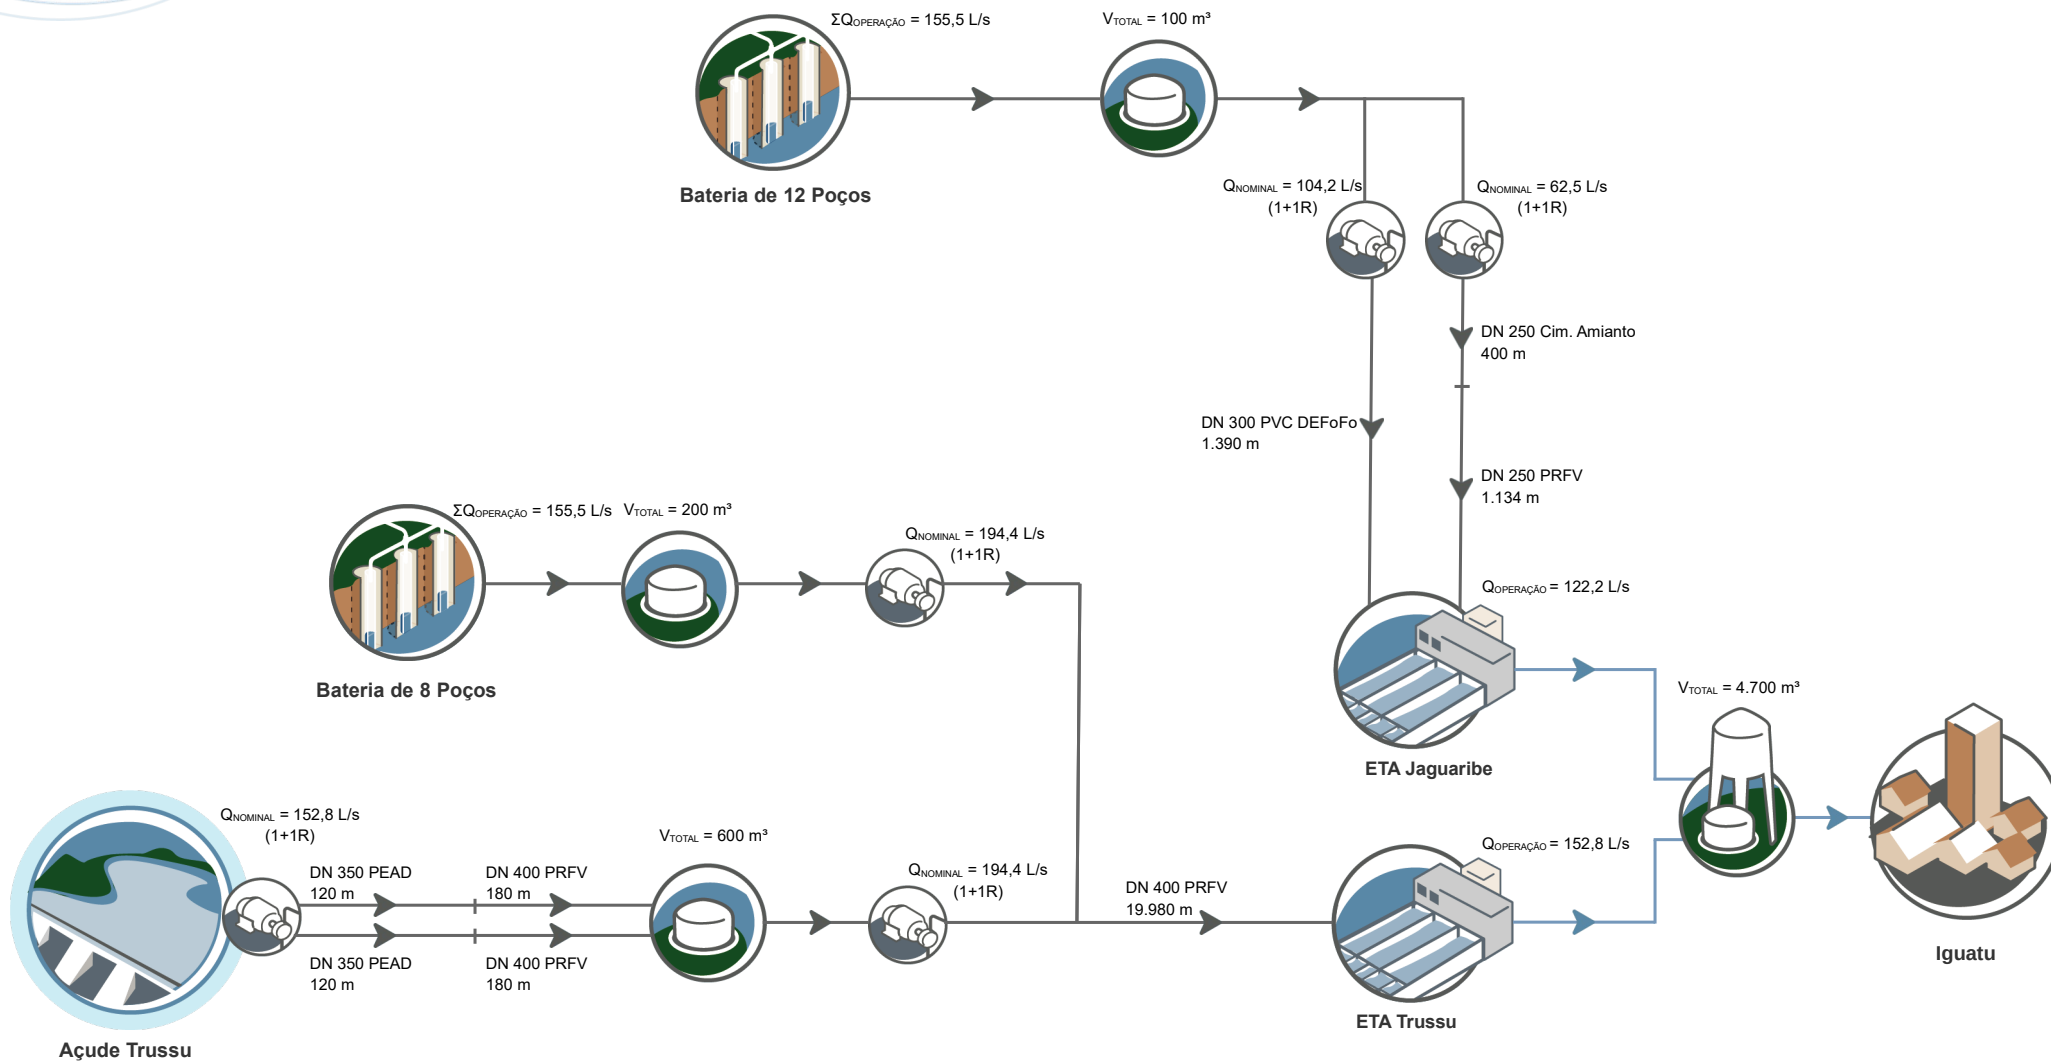 ΣQOPERAÇÃO = 155,5 L/s
VTOTAL = 100 m³
Bateria de 12 Poços
QNOMINAL = 104,2 L/s
(1+1R)
QNOMINAL = 62,5 L/s
(1+1R)
DN 250 Cim. Amianto
400 m
DN 300 PVC DEFoFo
1.390 m
DN 250 PRFV
1.134 m
ΣQOPERAÇÃO = 155,5 L/s
VTOTAL = 200 m³
QNOMINAL = 194,4 L/s
(1+1R)
Bateria de 8 Poços
QOPERAÇÃO = 122,2 L/s
ETA Jaguaribe
VTOTAL = 4.700 m³
QNOMINAL = 152,8 L/s
(1+1R)
DN 350 PEAD
120 m
DN 400 PRFV
180 m
DN 350 PEAD
120 m
DN 400 PRFV
180 m
VTOTAL = 600 m³
QNOMINAL = 194,4 L/s
(1+1R)
DN 400 PRFV
19.980 m
QOPERAÇÃO = 152,8 L/s
ETA Trussu
Iguatu
Açude Trussu